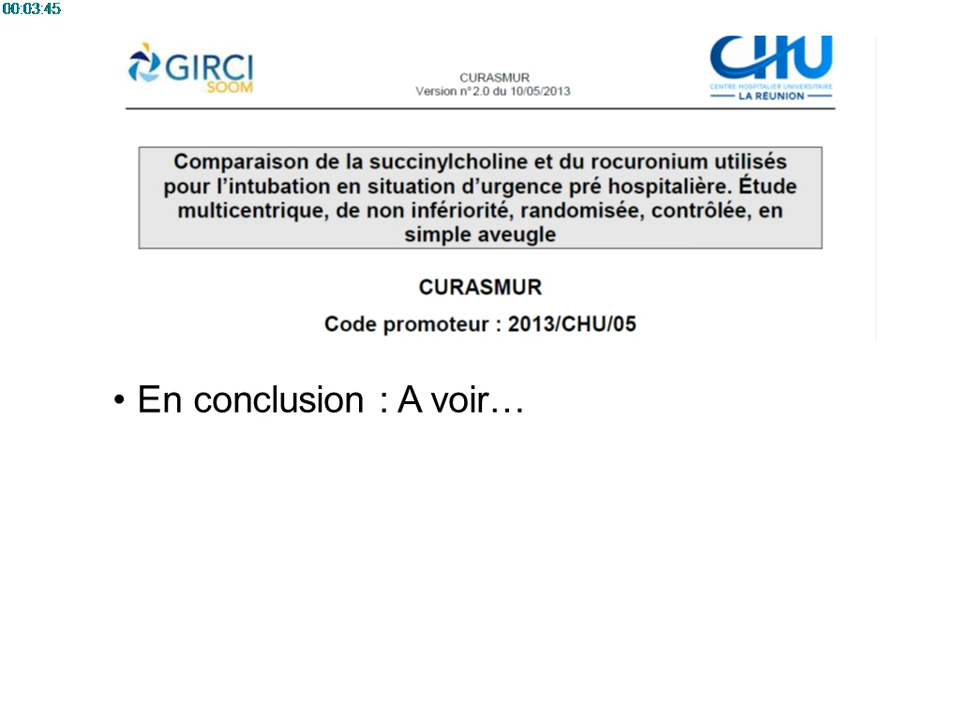 00:03:45
GIRCI
SOOM
CURASMUR
Version n°2.0 du 10/05/2013
CHU
CENTRE HOSPITALIER UNIVERSITAIRE
LA RÉUNION
Comparaison de la succinylcholine et du rocuronium utilisés
pour l'intubation en situation d'urgence pré hospitalière. Étude
multicentrique, de non infériorité, randomisée, contrôlée, en
simple aveugle
CURASMUR
Code promoteur : 2013/CHU/05
• En conclusion : A voir…